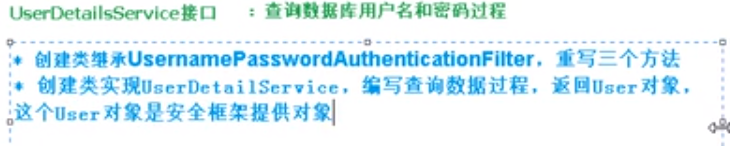 UserDetailsService接口 ：查询数据库用户名和密码过程
* 创建类继承UsernamePasswordAuthenticationFilter，重写三个方法
* 创建类实现UserDetailService，编写查询数据过程，返回User对象，
这个User对象是安全框架提供对象